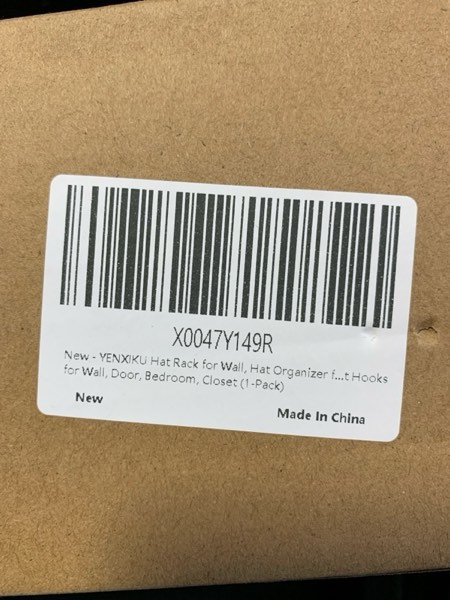 X0047Y149R
New - YENXIKU Hat Rack for Wall, Hat Organizer f...t Hooks
for Wall, Door, Bedroom, Closet (1-Pack)
New
Made In China